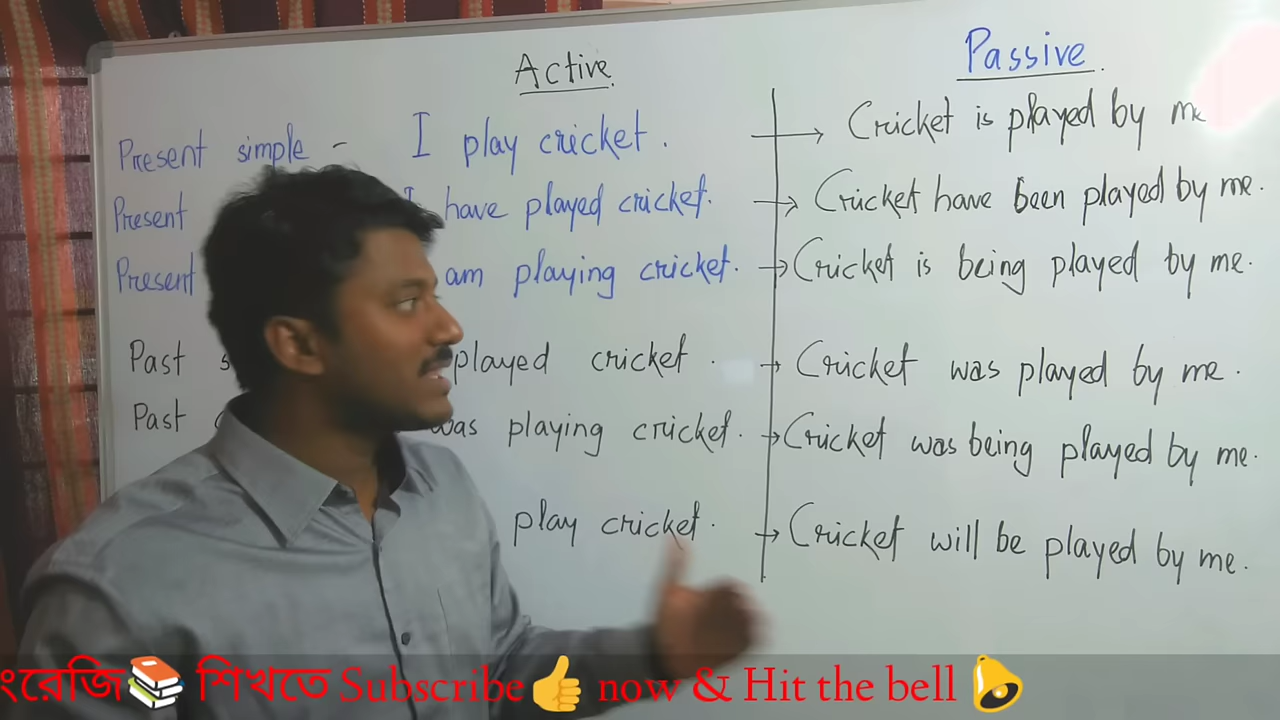 Active Passive.
Present simple - I play cricket. Cricket is played by me
Present I have played cricket. Cricket have been played by me.
Present am playing cricket. Cricket is being played by me.
Past played cricket. Cricket was played by me.
Past was playing cricket. Cricket was being played by me.
play cricket. Cricket will be played by me.
ংরেজি📚 শিখতে Subscribe👍 now & Hit the bell 🔔